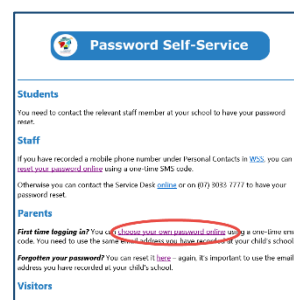 Password Self-Service
Students
You need to contact the relevant staff member at your school to have your password
reset.
Staff
If you have recorded a mobile phone number under Personal Contacts in WSS, you can
reset your password online using a one-time SMS code.
Otherwise you can contact the Service Desk online or on (07) 3033 7777 to have your
password reset.
Parents
First time logging in? You can choose your own password online using a one-time em
code. You need to use the same email address you have recorded at your child's school
Forgotten your password? You can reset it here – again, it's important to use the email
address you have recorded at your child's school.
Visitors